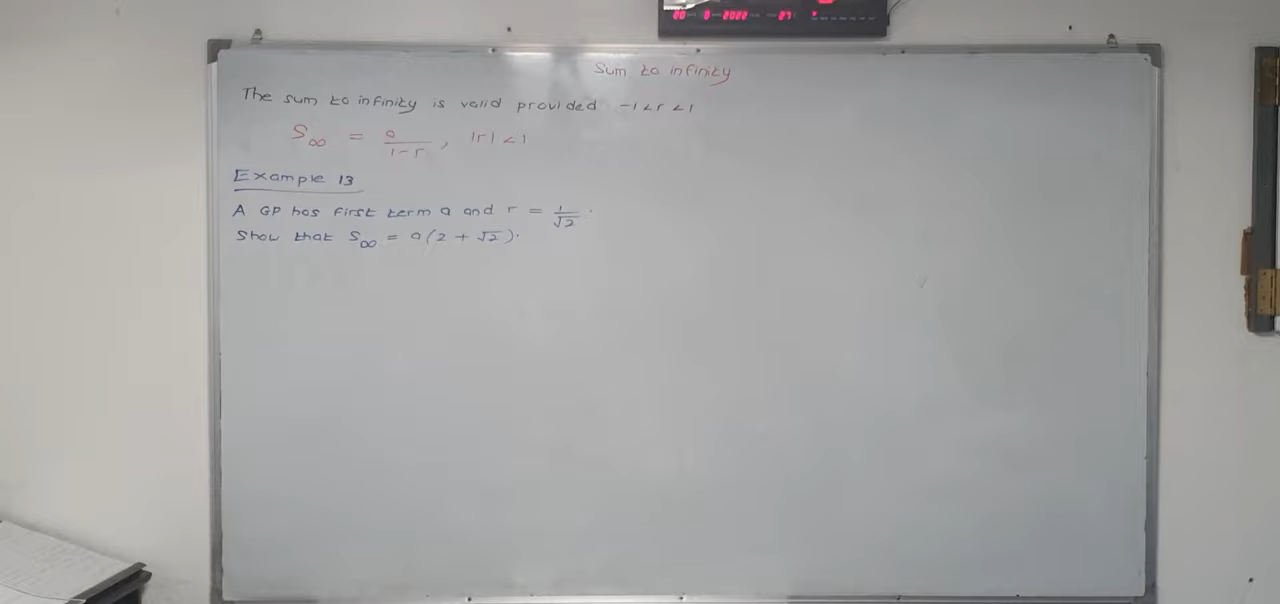 Sum to infinity
The sum to infinity is valid provided -1<r<1
S∞ = a/(1-r), |r|<1
Example 13
A GP has first term a and r = 1/√2.
Show that S∞ = a(2 + √2).